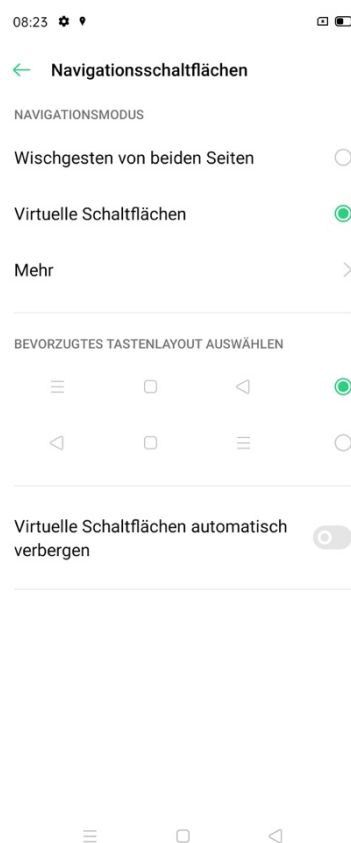 08:23
Navigationsschaltflächen
NAVIGATIONSMODUS
Wischgesten von beiden Seiten
Virtuelle Schaltflächen
Mehr
BEVORZUGTES TASTENLAYOUT AUSWÄHLEN
Virtuelle Schaltflächen automatisch
verbergen